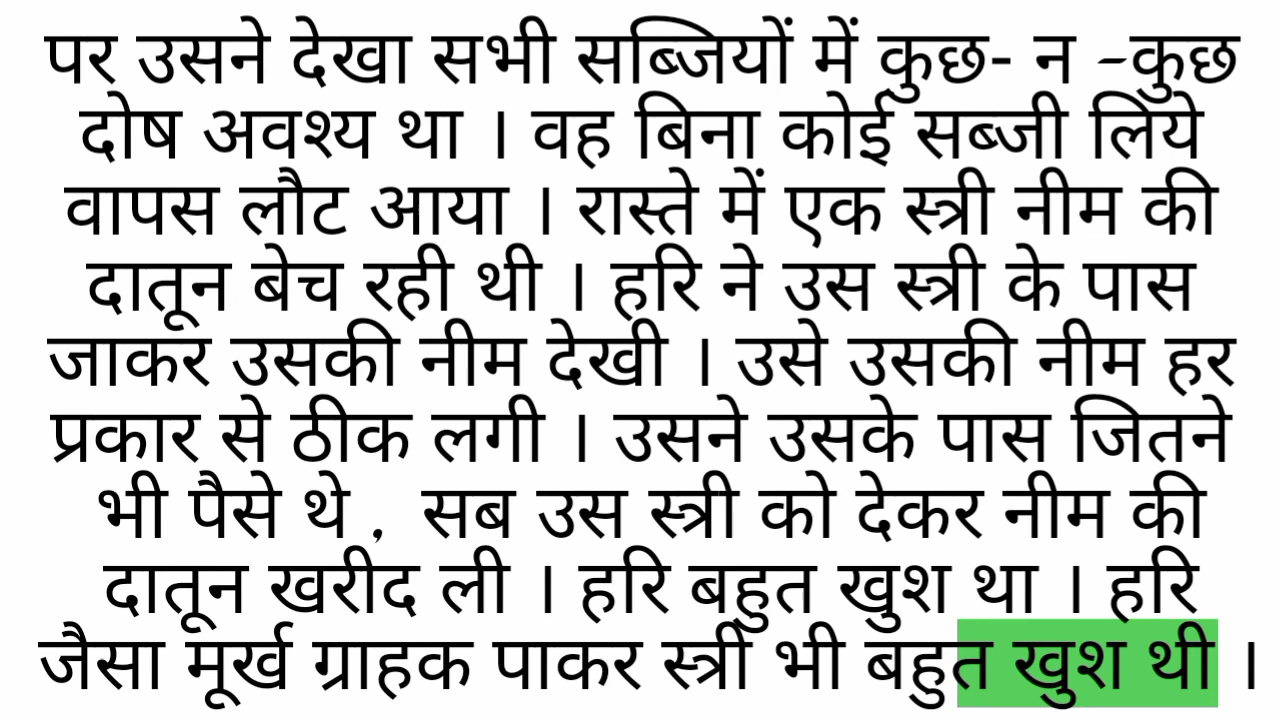 पर उसने देखा सभी सब्जियों में कुछ- न -कुछ
दोष अवश्य था । वह बिना कोई सब्जी लिये
वापस लौट आया । रास्ते में एक स्त्री नीम की
दातून बेच रही थी । हरि ने उस स्त्री के पास
जाकर उसकी नीम देखी । उसे उसकी नीम हर
प्रकार से ठीक लगी । उसने उसके पास जितने
भी पैसे थे , सब उस स्त्री को देकर नीम की
दातून खरीद ली । हरि बहुत खुश था । हरि
जैसा मूर्ख ग्राहक पाकर स्त्री भी बहुत खुश थी ।